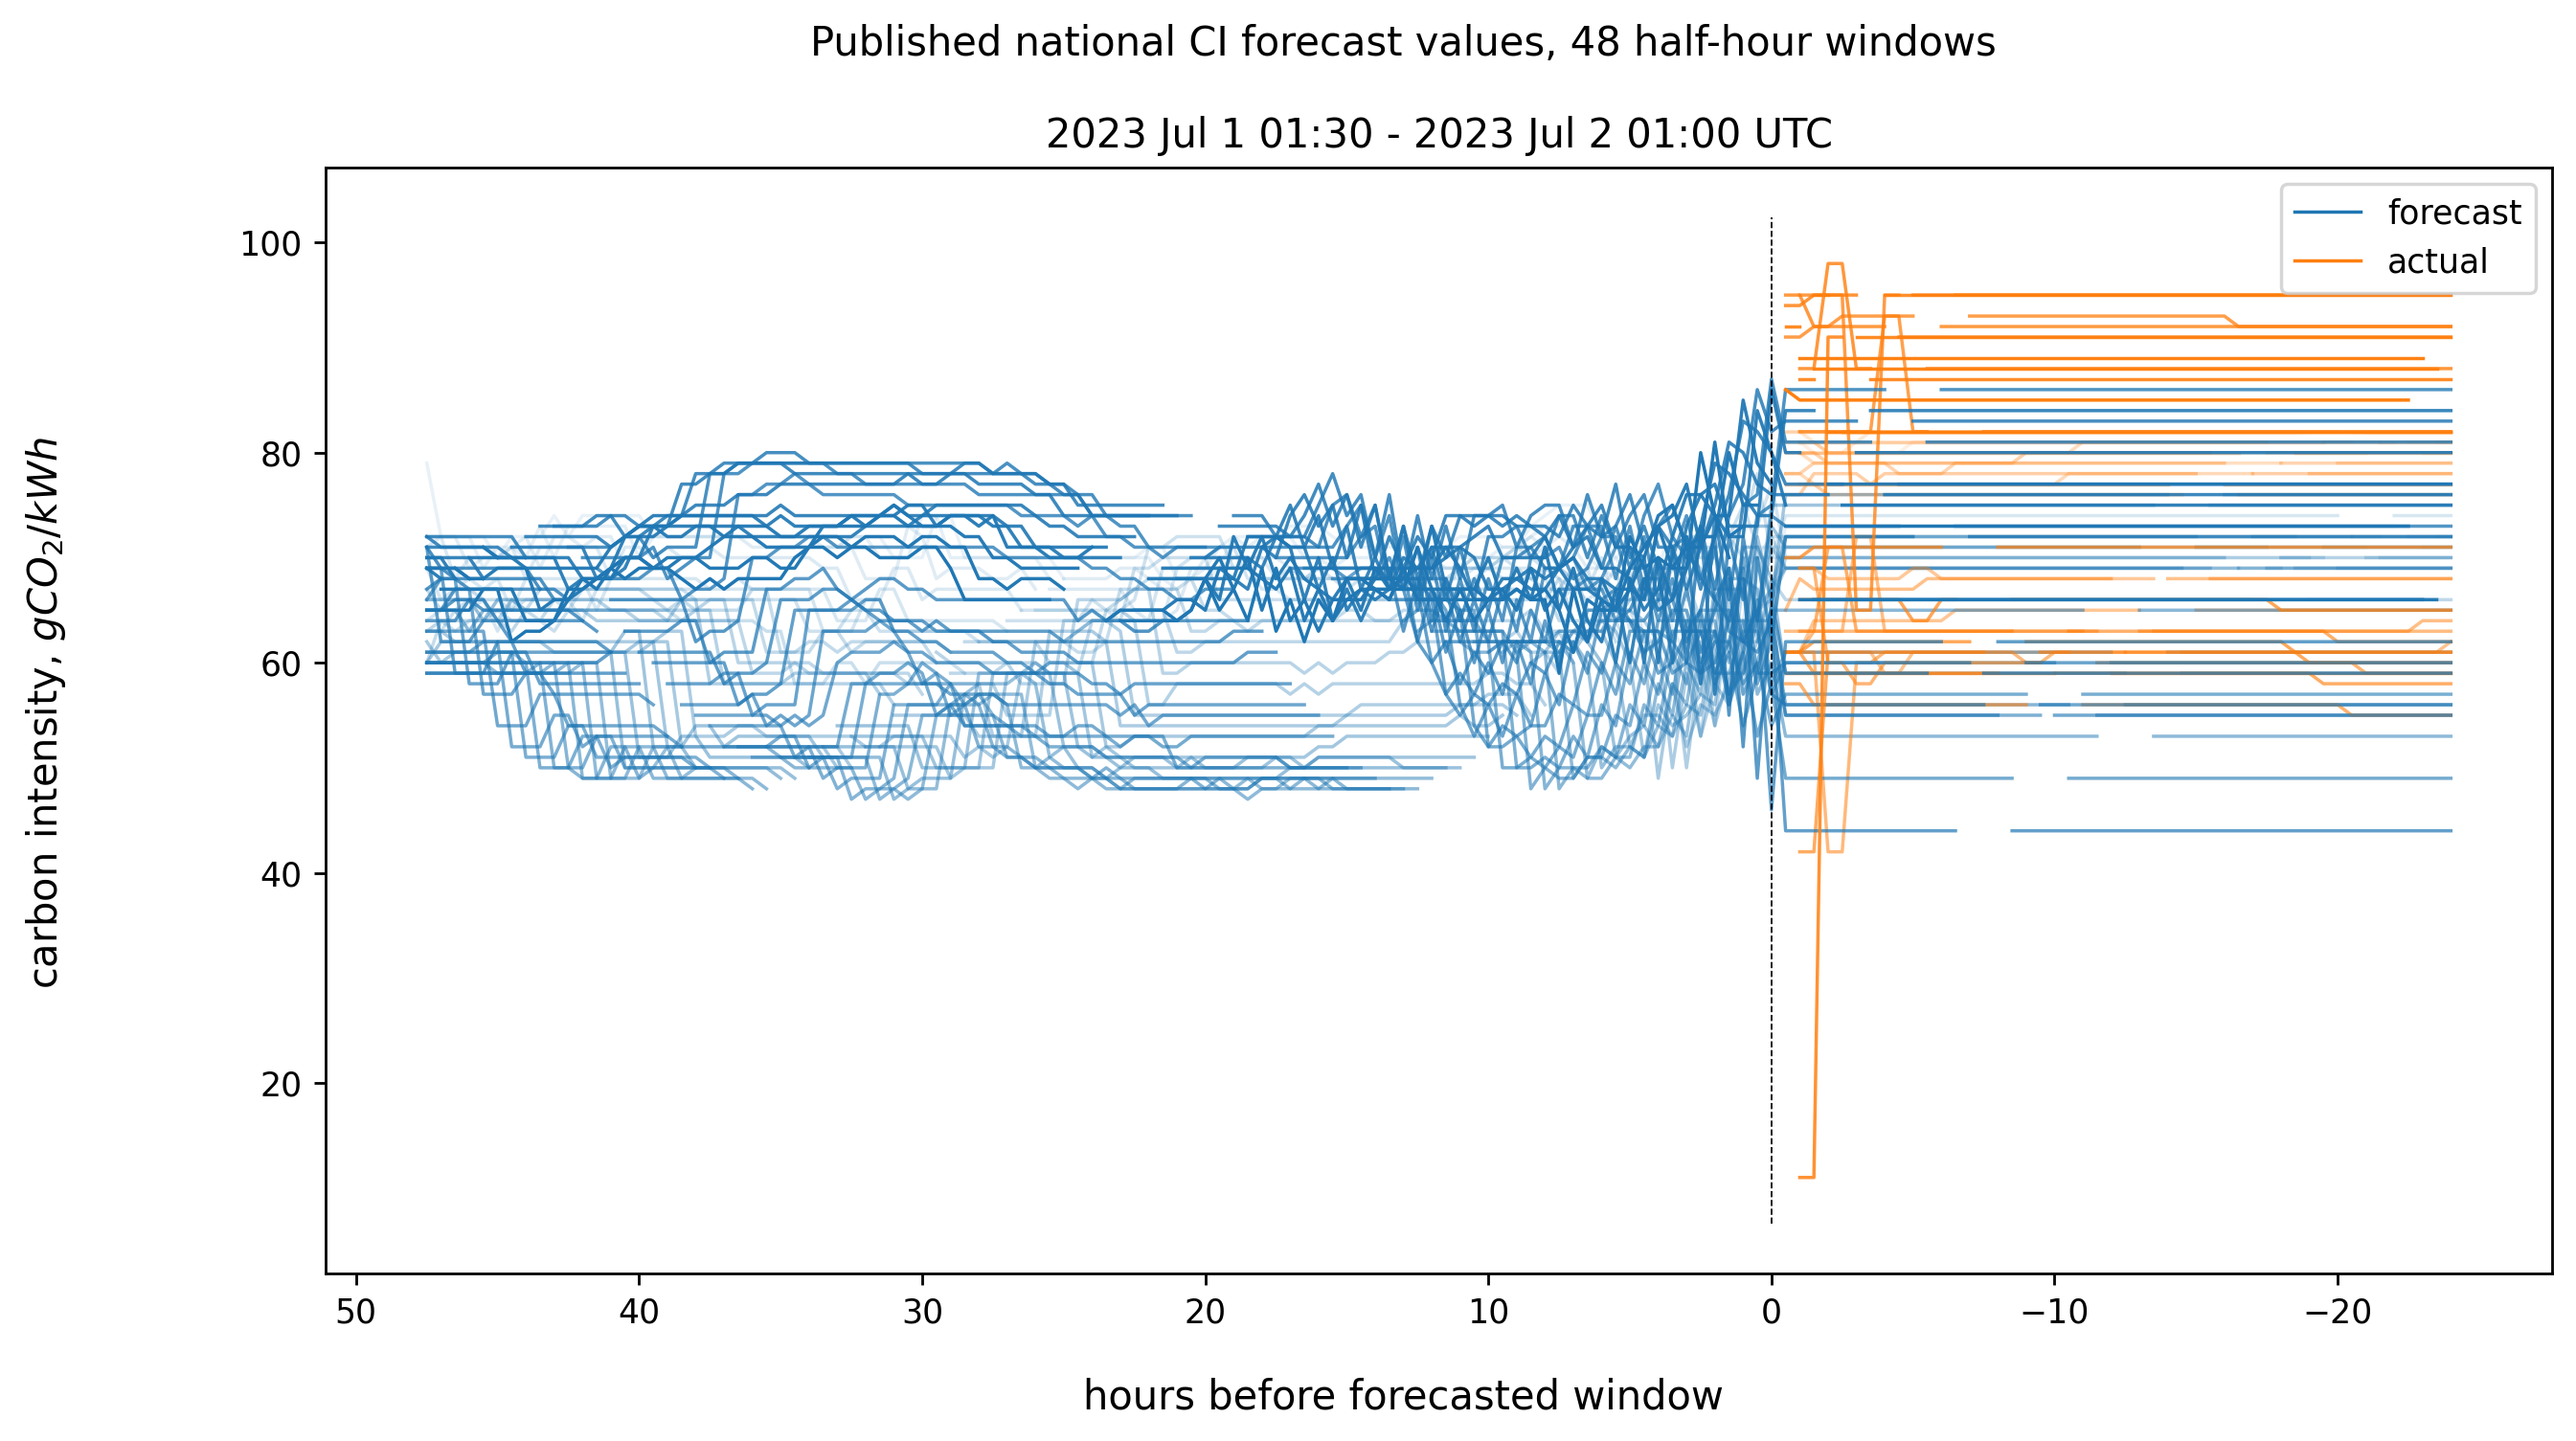 Published national CI forecast values, 48 half-hour windows
2023 Jul 1 01:30 - 2023 Jul 2 01:00 UTC
forecast
actual
carbon intensity, gCO₂/kWh
100
80
60
40
20
50 40 30 20 10 0 −10 −20
hours before forecasted window